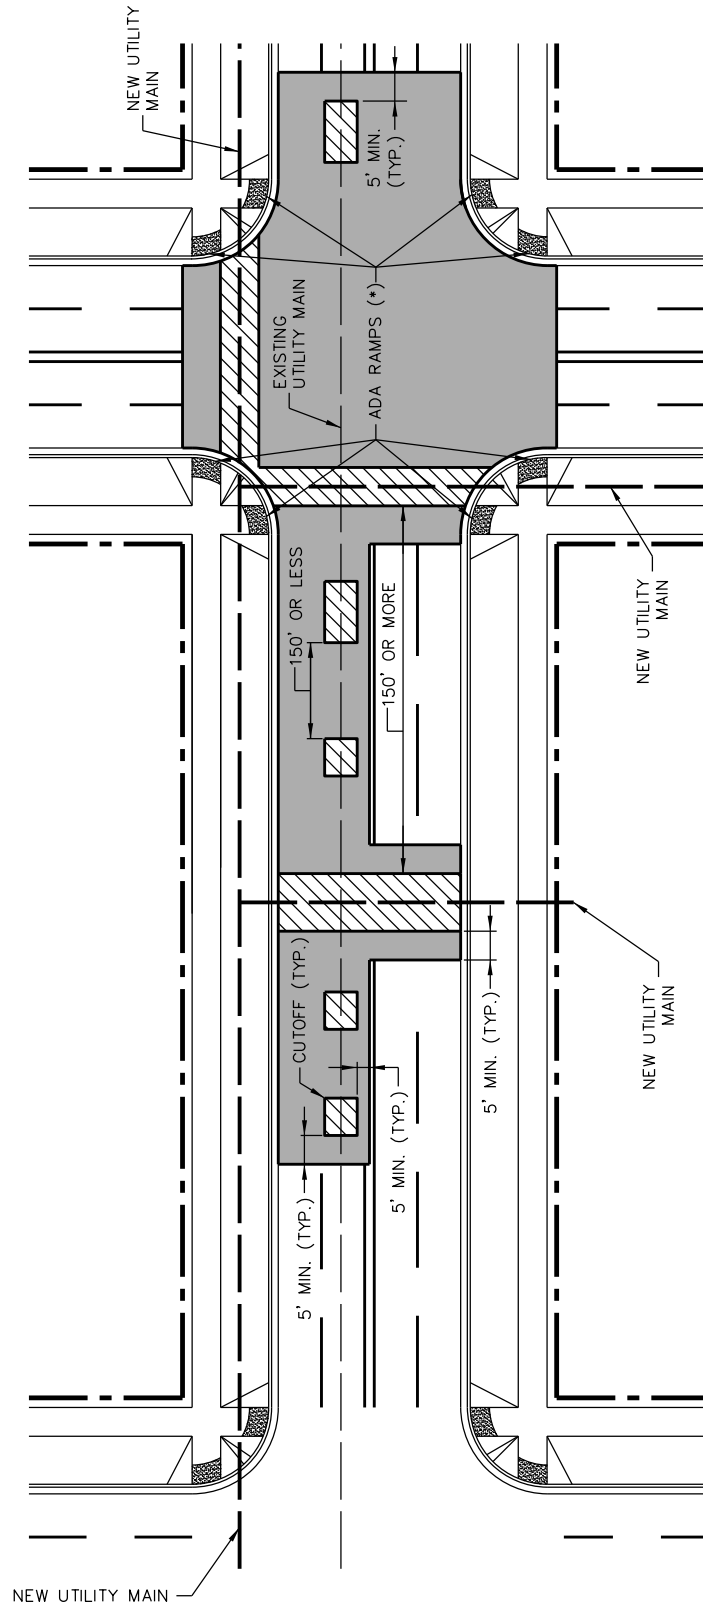 NEW UTILITY
MAIN
5' MIN.
(TYP.)
EXISTING
UTILITY MAIN
ADA RAMPS (*)
150' OR LESS
150' OR MORE
NEW UTILITY
MAIN
CUTOFF (TYP.)
5' MIN. (TYP.)
5' MIN. (TYP.)
5' MIN. (TYP.)
NEW UTILITY
MAIN
NEW UTILITY MAIN